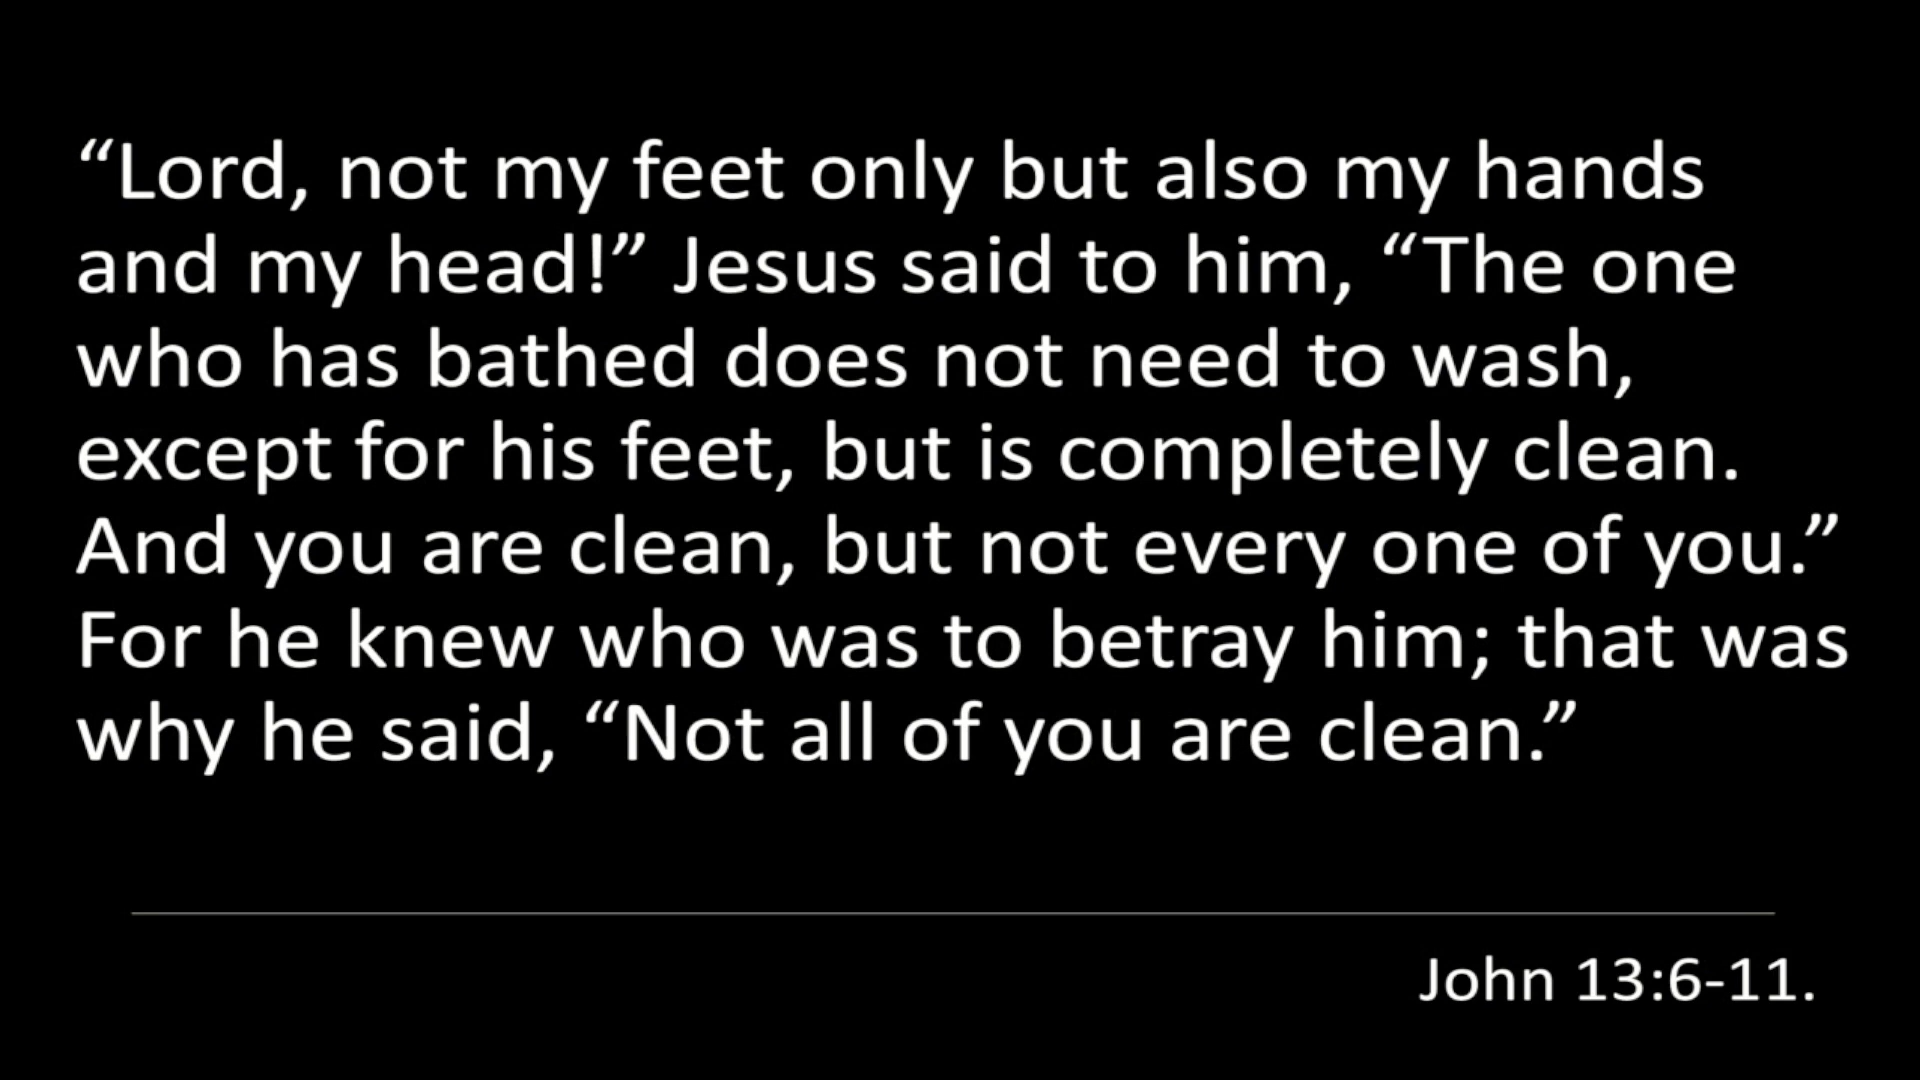 “Lord, not my feet only but also my hands
and my head!” Jesus said to him, “The one
who has bathed does not need to wash,
except for his feet, but is completely clean.
And you are clean, but not every one of you.”
For he knew who was to betray him; that was
why he said, “Not all of you are clean.”
John 13:6-11.